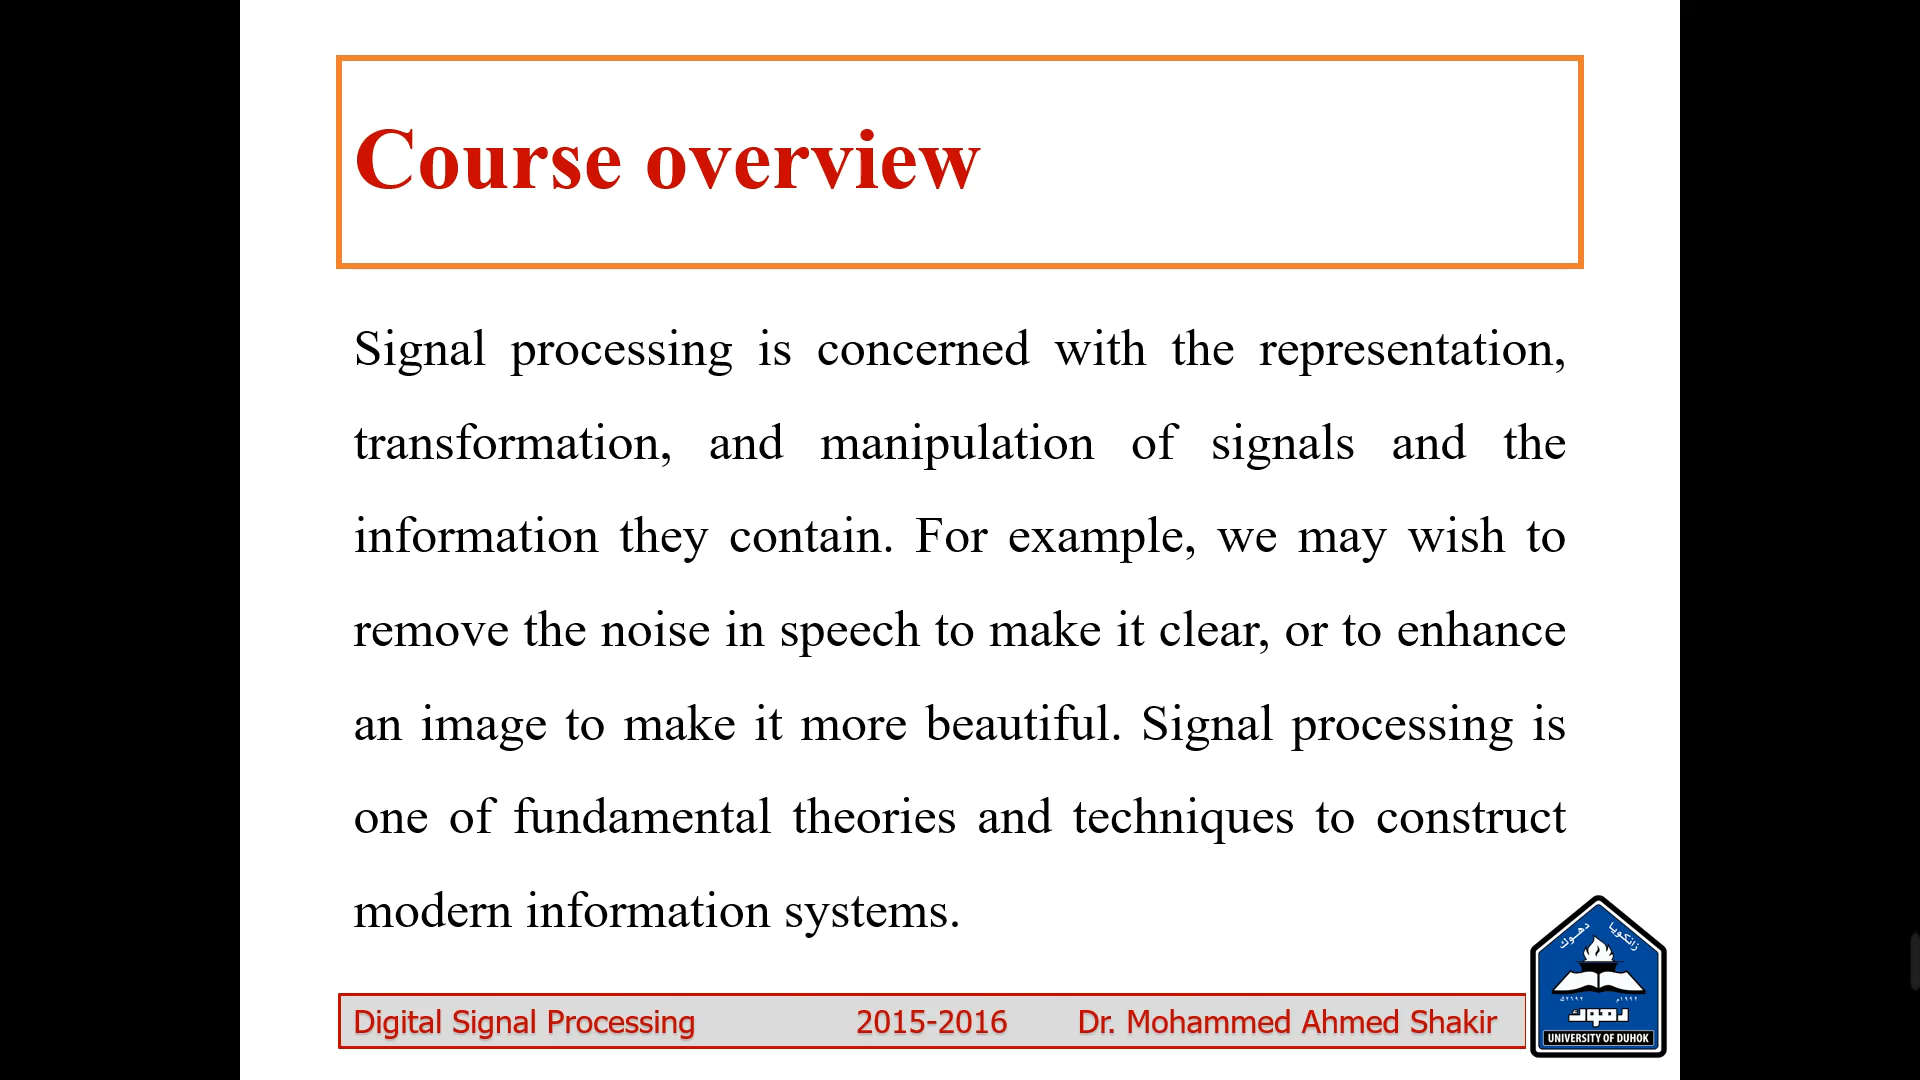 Course overview
Signal processing is concerned with the representation,
transformation, and manipulation of signals and the
information they contain. For example, we may wish to
remove the noise in speech to make it clear, or to enhance
an image to make it more beautiful. Signal processing is
one of fundamental theories and techniques to construct
modern information systems.
Digital Signal Processing 2015-2016 Dr. Mohammed Ahmed Shakir
زانكويا دهوك
UNIVERSITY OF DUHOK